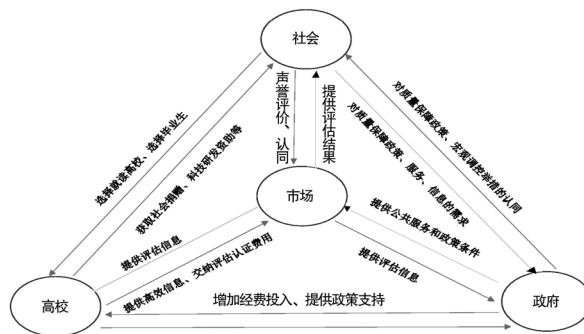 社会
对质量保障政策、宏观调控举措的认同
声誉评价、认同
提供评估结果
选择就读高校、选择毕业生
对质量保障政策、服务、信息的需求
获取社会捐赠、科技研发资助等
市场
提供公共服务和政策条件
提供评估信息
提供高效信息、交纳评估认证费用
提供评估信息
高校
增加经费投入、提供政策支持
政府